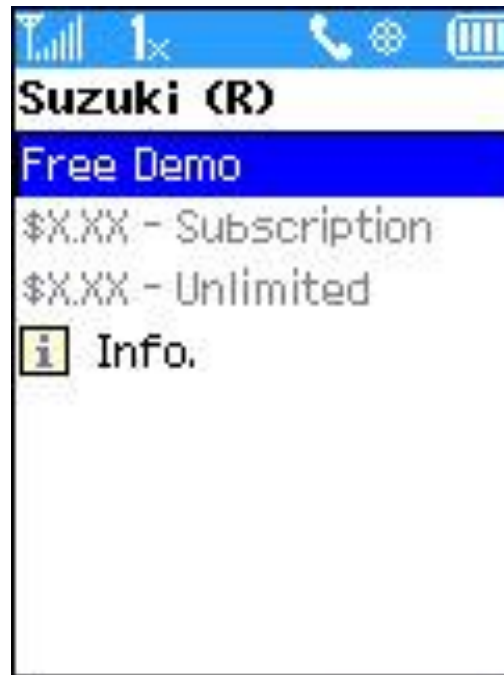 1x
Suzuki (R)
Free Demo
$X.XX - Subscription
$X.XX - Unlimited
i Info.